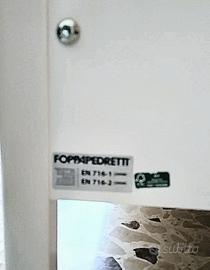 FOPPAPEDRETTI
EN 716-1
EN 716-2
subito